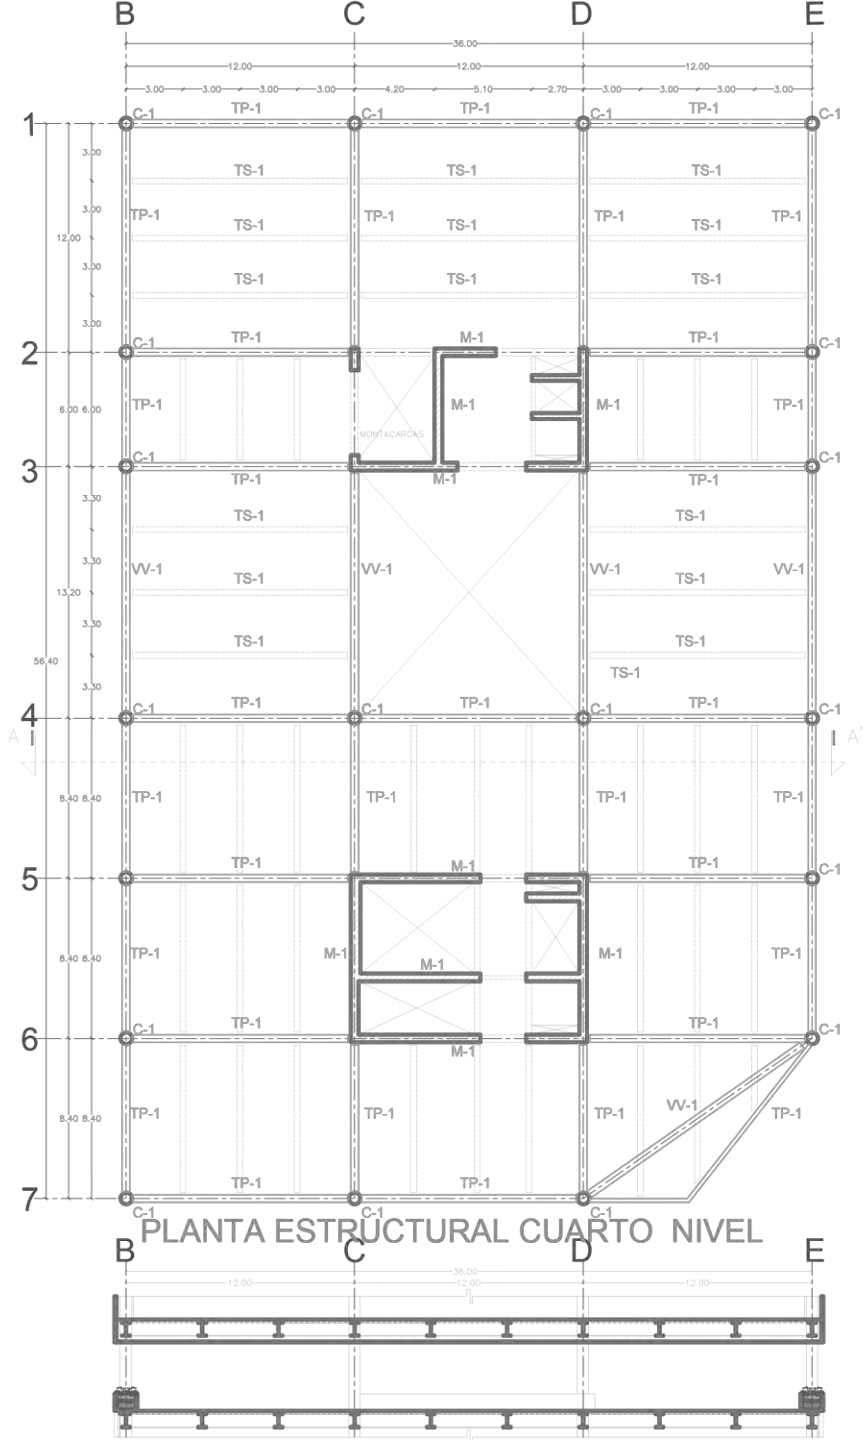 B C D E
36.00
12.00 12.00 12.00
3.00 3.00 3.00 3.00 4.20 5.10 2.70 3.00 3.00 3.00 3.00
C-1 TP-1 C-1 TP-1 C-1 TP-1 C-1
1
3.00
TS-1 TS-1 TS-1
3.00 TP-1 TP-1 TP-1 TP-1
TS-1 TS-1 TS-1
12.00
3.00
TS-1 TS-1 TS-1
3.00
C-1 TP-1 M-1 TP-1 C-1
2
6.00 6.00 TP-1 M-1 M-1 TP-1
MONTACARGAS
C-1 C-1
3
TP-1 M-1 TP-1
3.30
TS-1 TS-1
3.30
VV-1 VV-1 VV-1 VV-1
TS-1 TS-1
13.20
3.30
TS-1 TS-1
56.40
TS-1
3.30
C-1 TP-1 C-1 TP-1 C-1 TP-1 C-1
4
A A'
8.40 8.40 TP-1 TP-1 TP-1 TP-1
TP-1 M-1 TP-1 C-1
5
8.40 8.40 TP-1 M-1 M-1 TP-1
M-1
C-1 TP-1 TP-1 C-1
6
M-1
VV-1
8.40 8.40 TP-1 TP-1 TP-1 TP-1
TP-1 TP-1
7
C-1 C-1 C-1
PLANTA ESTRUCTURAL CUARTO NIVEL
B C D E
36.00
12.00 12.00 12.00